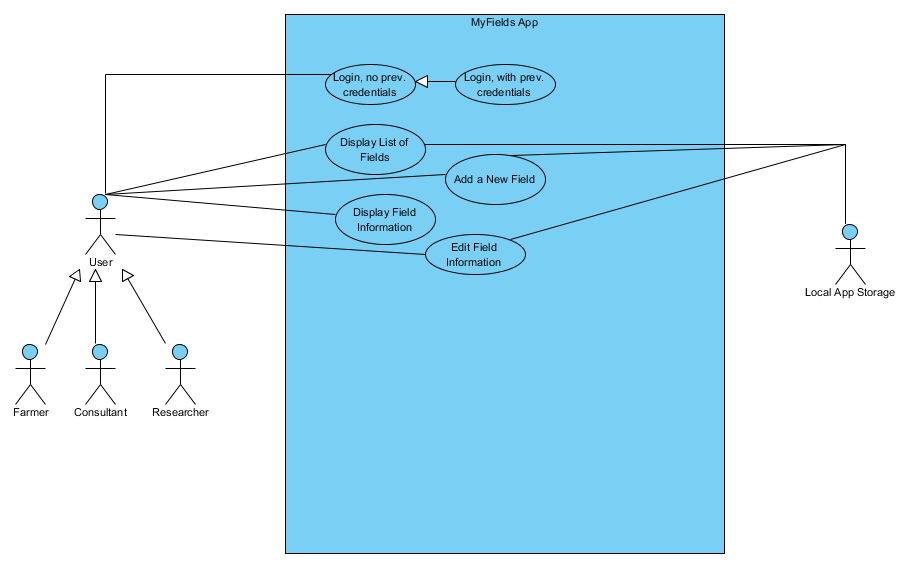 MyFields App
Login, no prev.
credentials
Login, with prev.
credentials
Display List of
Fields
Add a New Field
Display Field
Information
Edit Field
Information
User
Local App Storage
Farmer
Consultant
Researcher